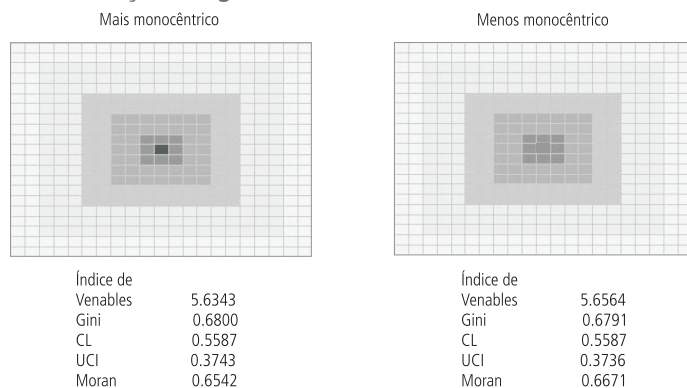 Mais monocêntrico
Menos monocêntrico
Índice de
Venables 5.6343
Gini 0.6800
CL 0.5587
UCI 0.3743
Moran 0.6542
Índice de
Venables 5.6564
Gini 0.6791
CL 0.5587
UCI 0.3736
Moran 0.6671